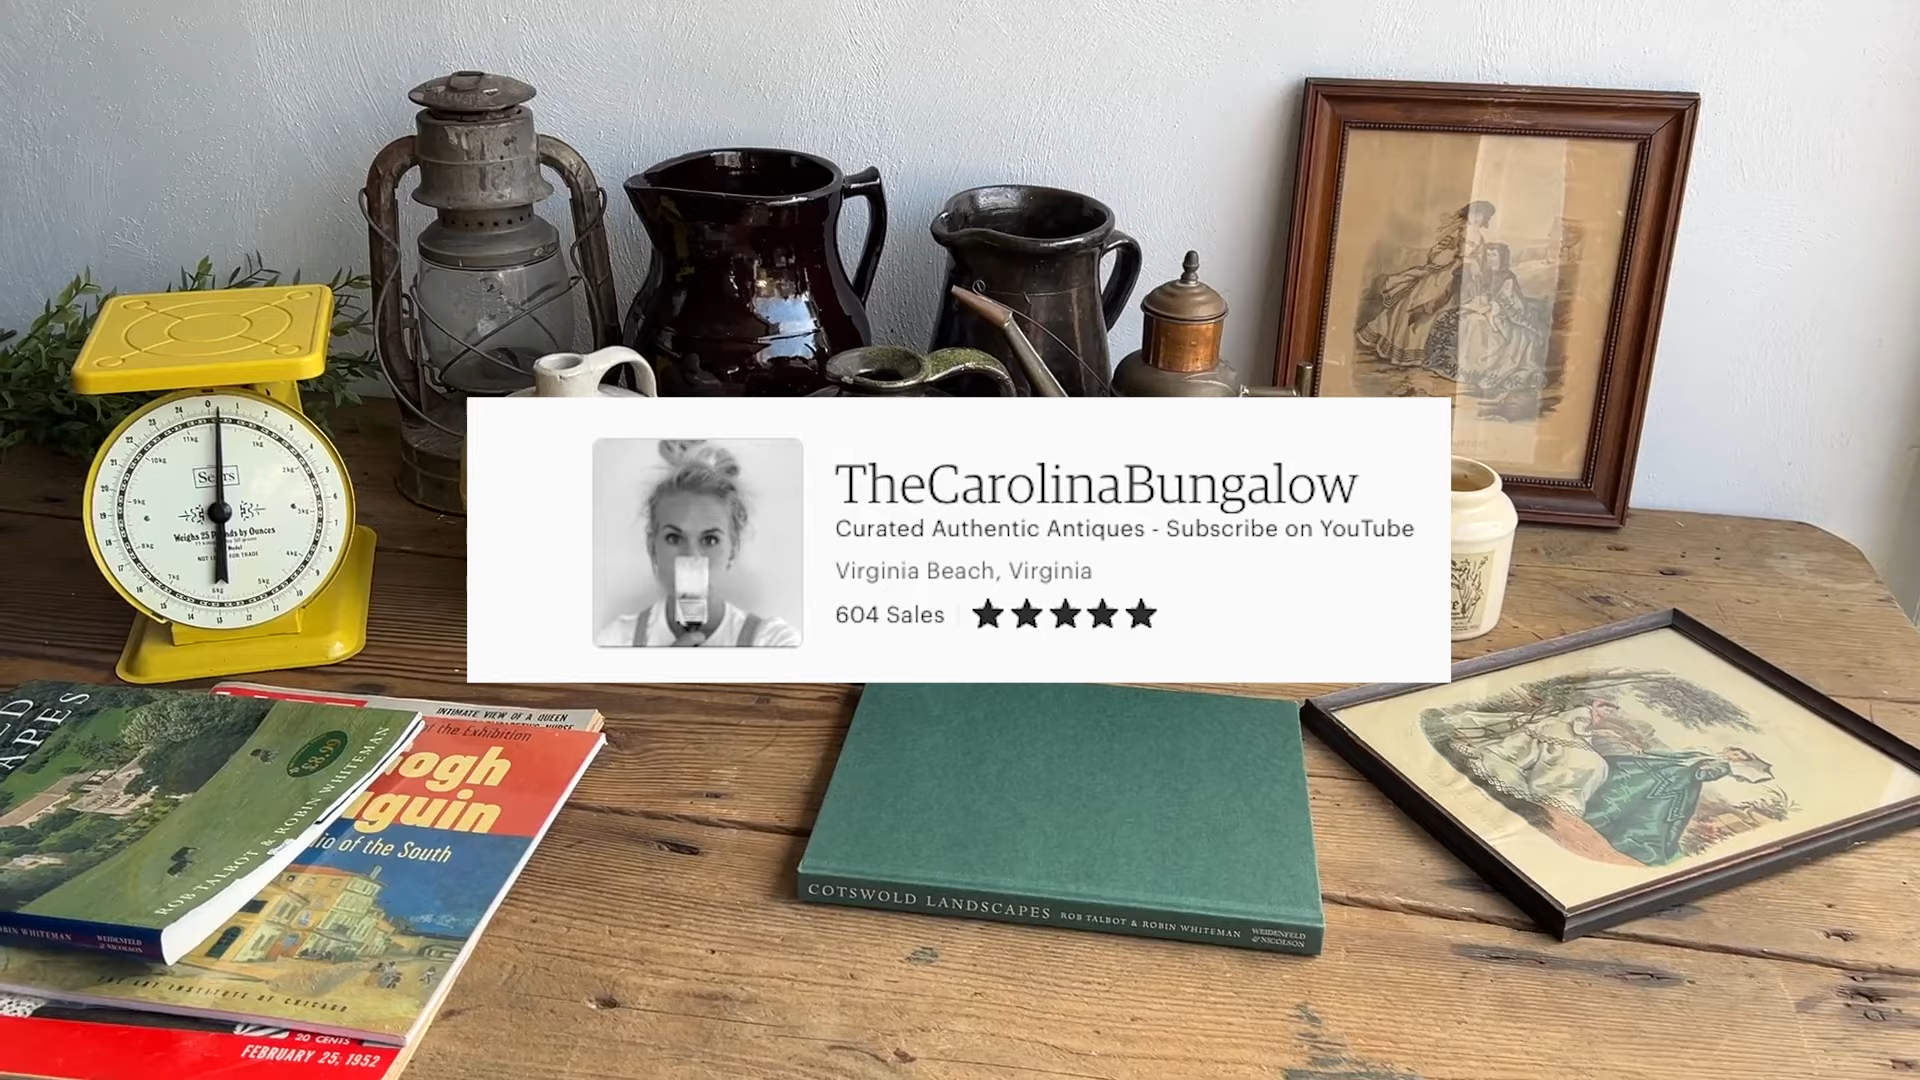 TheCarolinaBungalow
Curated Authentic Antiques - Subscribe on YouTube
Virginia Beach, Virginia
604 Sales
Sears
Weighs 25 Pounds by Ounces
NOT FOR TRADE
APES
£8.99
ROB TALBOT & ROBIN WHITEMAN
ROBIN WHITEMAN WEIDENFELD & NICOLSON
INTIMATE VIEW OF A QUEEN
of the Exhibition
ogh
uguin
io of the South
THE ART INSTITUTE OF CHICAGO
20 CENTS
FEBRUARY 25, 1952
COTSWOLD LANDSCAPES ROB TALBOT & ROBIN WHITEMAN WEIDENFELD & NICOLSON